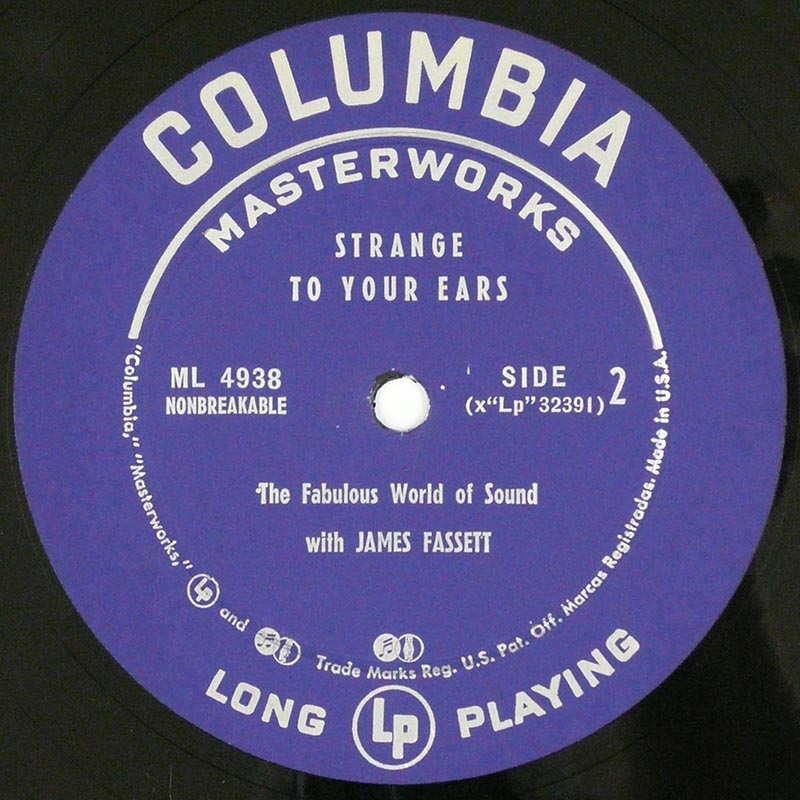 COLUMBIA
MASTERWORKS
STRANGE
TO YOUR EARS
ML 4938
NONBREAKABLE
SIDE 2
(x"Lp"32391)
The Fabulous World of Sound
with JAMES FASSETT
"Columbia," "Masterworks," Lp and Trade Marks Reg. U.S. Pat. Off. Marcas Registradas. Made in U.S.A.
LONG Lp PLAYING